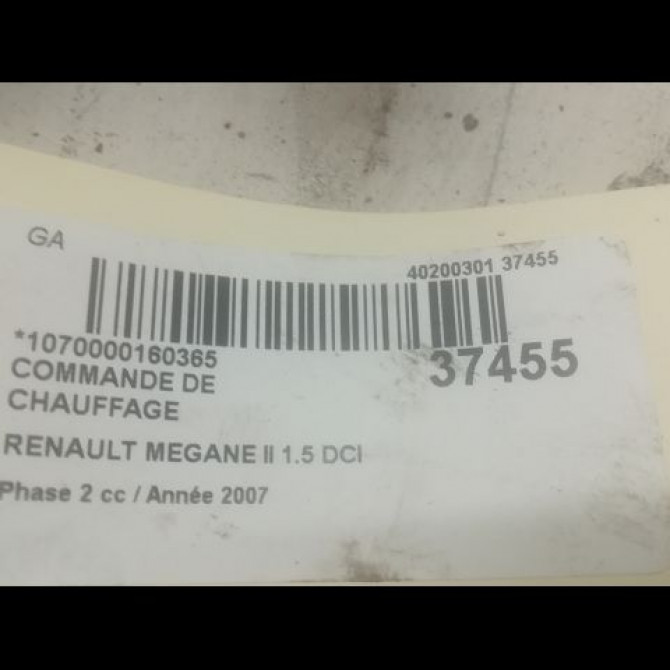 GA
40200301 37455
*1070000160365
37455
COMMANDE DE
CHAUFFAGE
RENAULT MEGANE II 1.5 DCI
Phase 2 cc / Année 2007